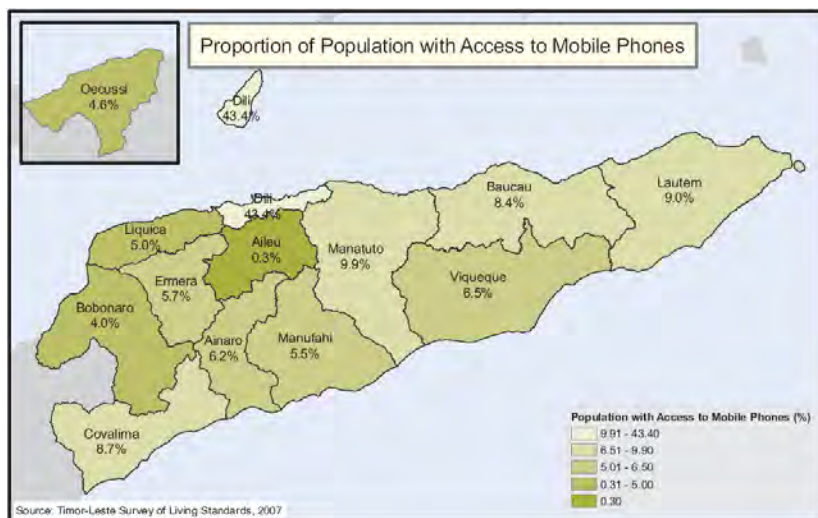 Proportion of Population with Access to Mobile Phones
Oecussi
4.6%
Dili
43.4%
Dili
43.4%
Baucau
8.4%
Lautem
9.0%
Liquica
5.0%
Aileu
0.3%
Manatuto
9.9%
Viqueque
6.5%
Ermera
5.7%
Bobonaro
4.0%
Ainaro
6.2%
Manufahi
5.5%
Covalima
8.7%
Population with Access to Mobile Phones (%)
9.91 - 43.40
6.51 - 9.90
5.01 - 6.50
0.31 - 5.00
0.30
Source: Timor-Leste Survey of Living Standards, 2007